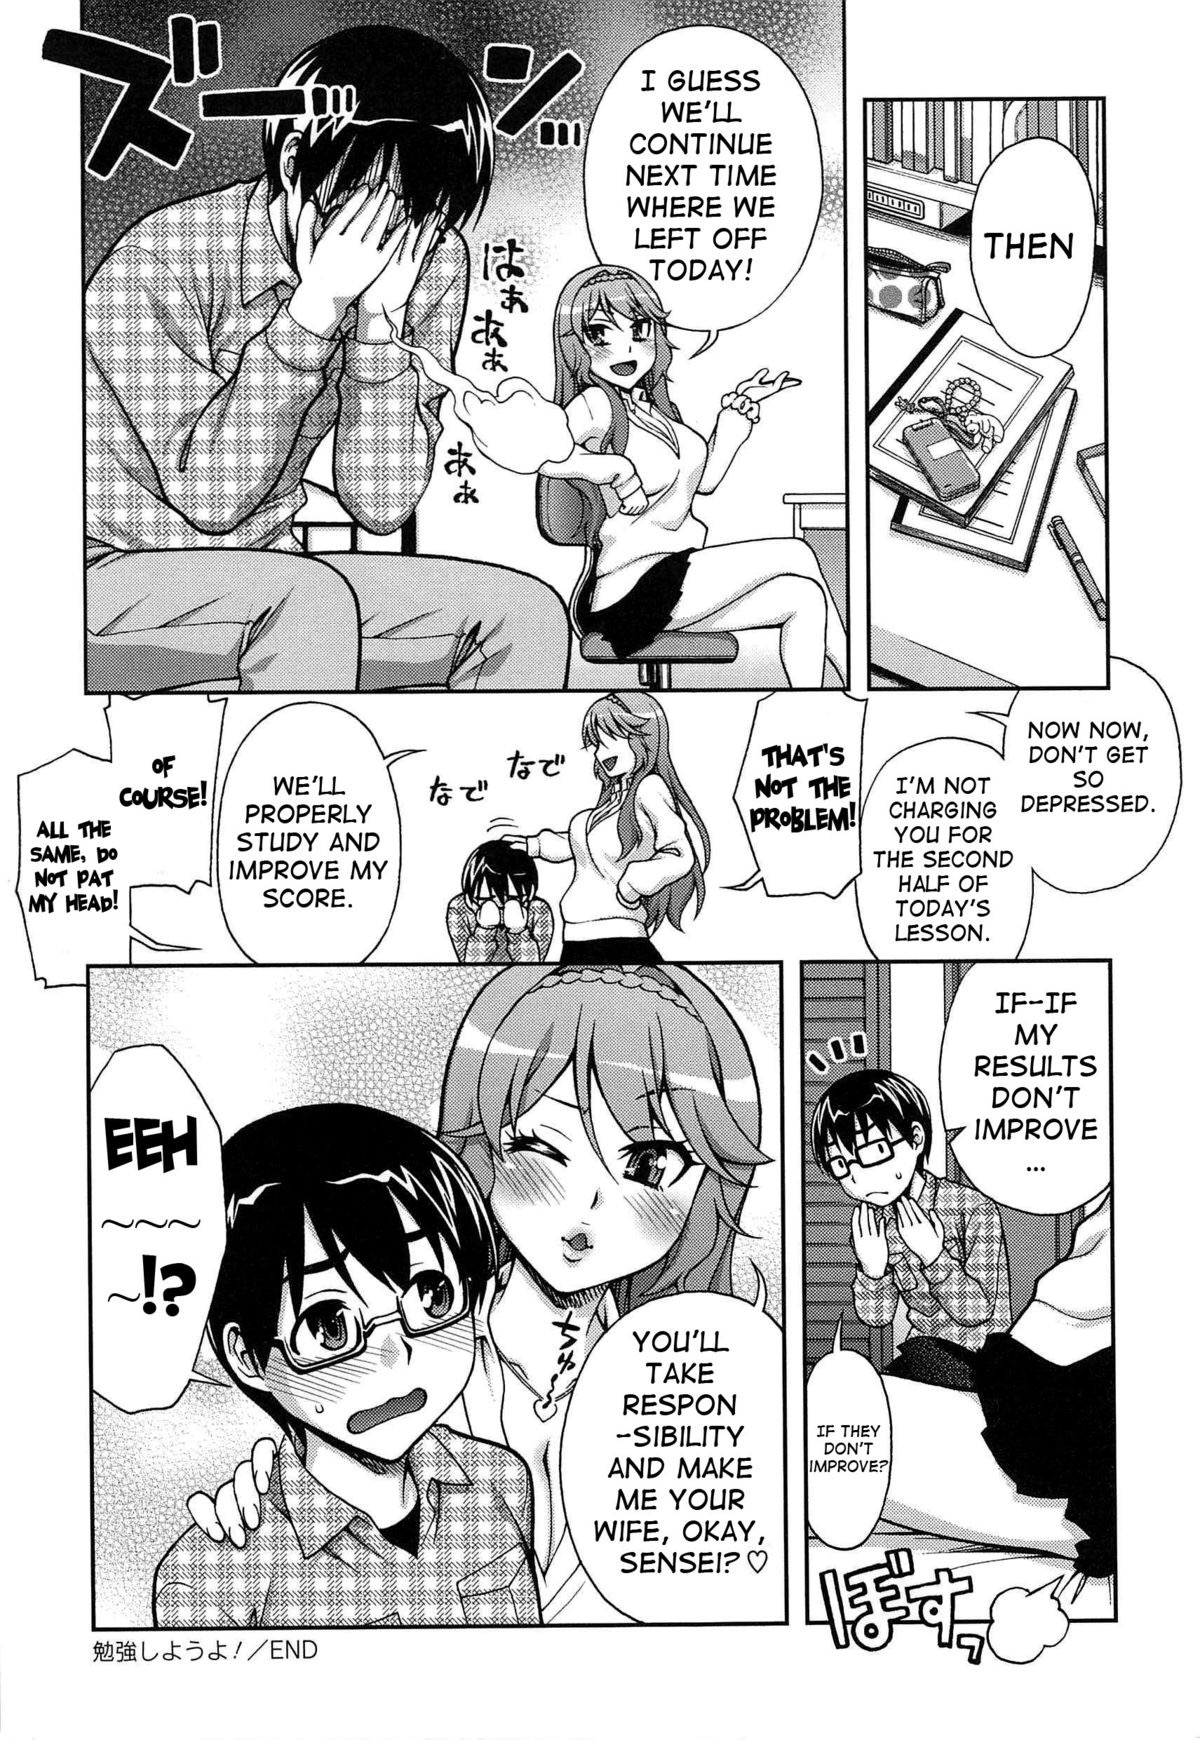 THEN
I GUESS
WE'LL
CONTINUE
NEXT TIME
WHERE WE
LEFT OFF
TODAY!
ズーン
はぁ
あぁ
あぁ
NOW NOW,
DON'T GET
SO
DEPRESSED.
I'M NOT
CHARGING
YOU FOR
THE SECOND
HALF OF
TODAY'S
LESSON.
THAT'S
NOT THE
PROBLEM!
なで
なで
WE'LL
PROPERLY
STUDY AND
IMPROVE MY
SCORE.
OF
COURSE!
ALL THE
SAME, DO
NOT PAT
MY HEAD!
IF-IF
MY
RESULTS
DON'T
IMPROVE
...
IF THEY
DON'T
IMPROVE?
ぼすっ
YOU'LL
TAKE
RESPON
-SIBILITY
AND MAKE
ME YOUR
WIFE, OKAY,
SENSEI?♡
ちゅ
EEH
~~~
~!?
勉強しようよ!／END